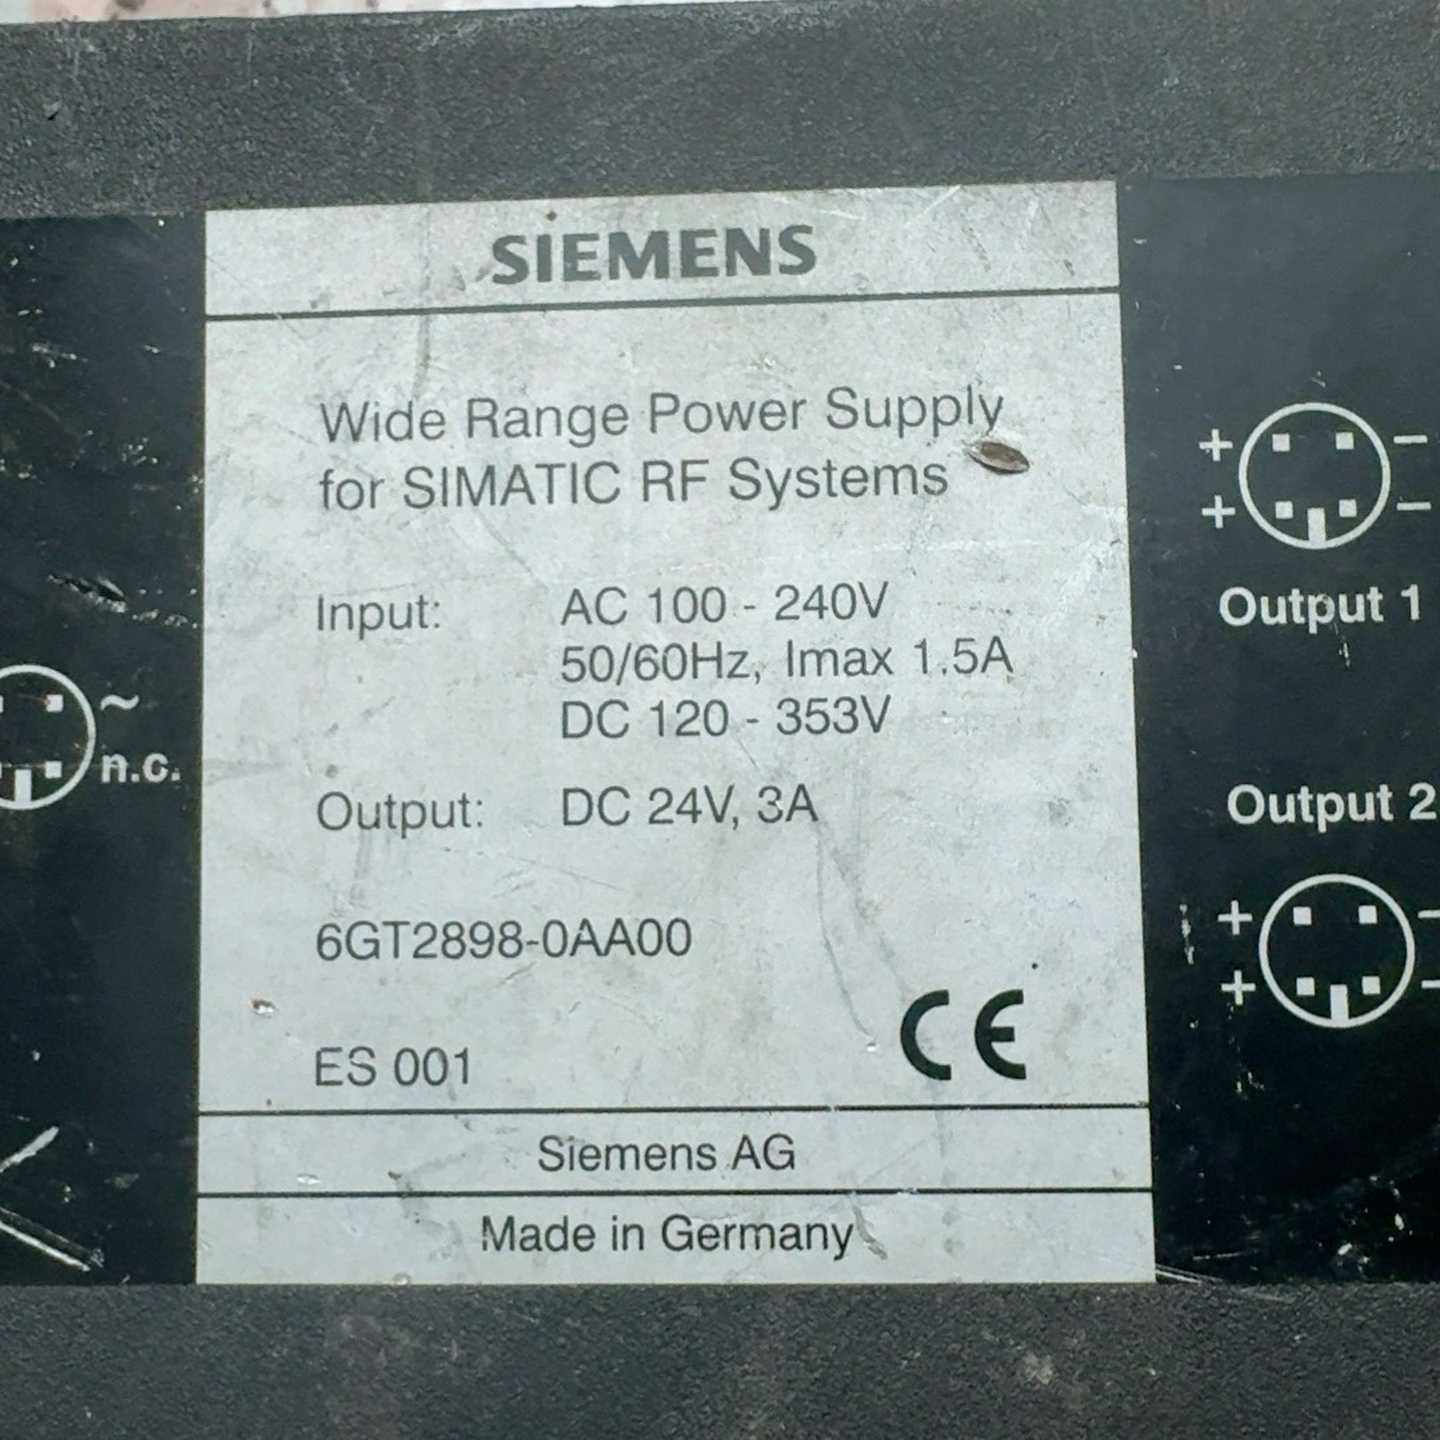 SIEMENS
Wide Range Power Supply
for SIMATIC RF Systems
Input: AC 100 - 240V
50/60Hz, Imax 1.5A
DC 120 - 353V
Output: DC 24V, 3A
6GT2898-0AA00
ES 001
CE
Siemens AG
Made in Germany
~
n.c.
+ −
+ −
Output 1
Output 2
+ −
+ −